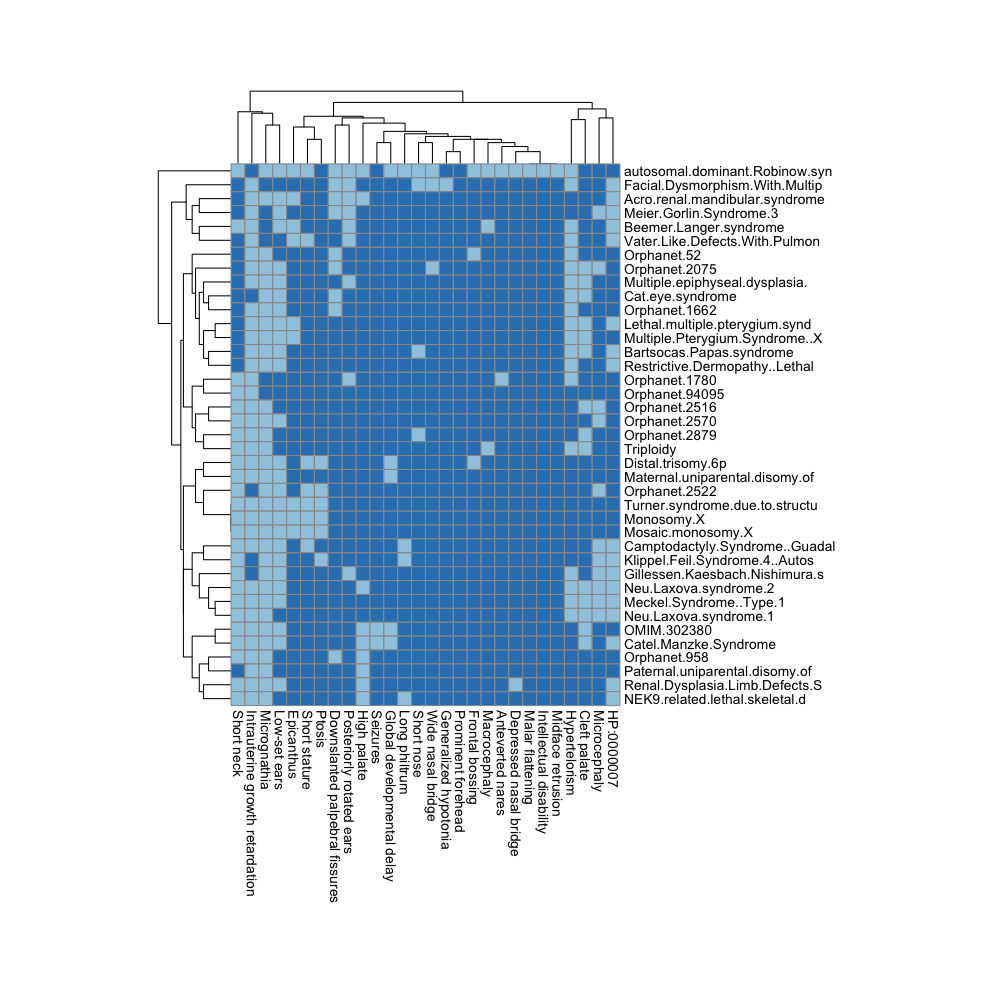 autosomal.dominant.Robinow.syn
Facial.Dysmorphism.With.Multip
Acro.renal.mandibular.syndrome
Meier.Gorlin.Syndrome.3
Beemer.Langer.syndrome
Vater.Like.Defects.With.Pulmon
Orphanet.52
Orphanet.2075
Multiple.epiphyseal.dysplasia.
Cat.eye.syndrome
Orphanet.1662
Lethal.multiple.pterygium.synd
Multiple.Pterygium.Syndrome..X
Bartsocas.Papas.syndrome
Restrictive.Dermopathy..Lethal
Orphanet.1780
Orphanet.94095
Orphanet.2516
Orphanet.2570
Orphanet.2879
Triploidy
Distal.trisomy.6p
Maternal.uniparental.disomy.of
Orphanet.2522
Turner.syndrome.due.to.structu
Monosomy.X
Mosaic.monosomy.X
Camptodactyly.Syndrome..Guadal
Klippel.Feil.Syndrome.4..Autos
Gillessen.Kaesbach.Nishimura.s
Neu.Laxova.syndrome.2
Meckel.Syndrome..Type.1
Neu.Laxova.syndrome.1
OMIM.302380
Catel.Manzke.Syndrome
Orphanet.958
Paternal.uniparental.disomy.of
Renal.Dysplasia.Limb.Defects.S
NEK9.related.lethal.skeletal.d
Short neck
Intrauterine growth retardation
Micrognathia
Low-set ears
Epicanthus
Short stature
Ptosis
Downslanted palpebral fissures
Posteriorly rotated ears
High palate
Seizures
Global developmental delay
Long philtrum
Short nose
Wide nasal bridge
Generalized hypotonia
Prominent forehead
Frontal bossing
Macrocephaly
Anteverted nares
Depressed nasal bridge
Malar flattening
Intellectual disability
Midface retrusion
Hypertelorism
Cleft palate
Microcephaly
HP:0000007